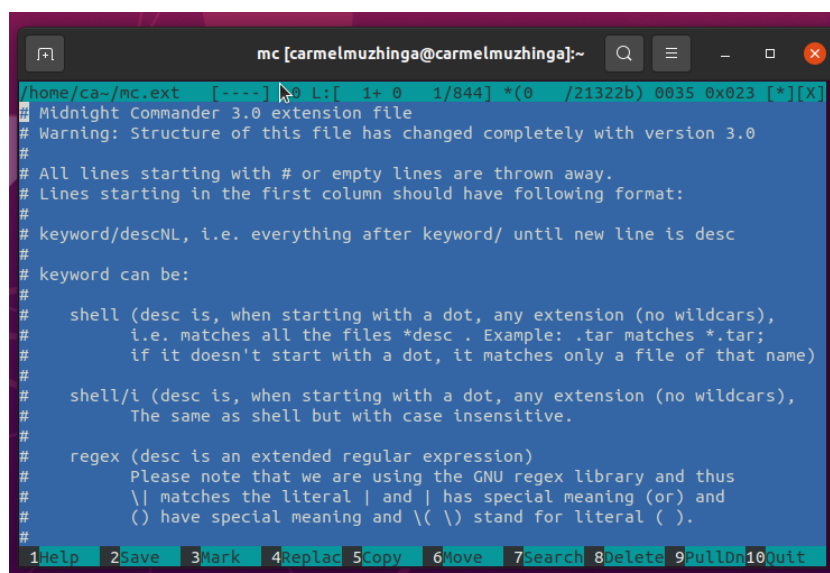 mc [carmelmuzhinga@carmelmuzhinga]:~
/home/ca~/mc.ext [----] 0 L:[ 1+ 0 1/844] *(0 /21322b) 0035 0x023 [*][X]
# Midnight Commander 3.0 extension file
# Warning: Structure of this file has changed completely with version 3.0
#
# All lines starting with # or empty lines are thrown away.
# Lines starting in the first column should have following format:
#
# keyword/descNL, i.e. everything after keyword/ until new line is desc
#
# keyword can be:
#
#    shell (desc is, when starting with a dot, any extension (no wildcars),
#          i.e. matches all the files *desc . Example: .tar matches *.tar;
#          if it doesn't start with a dot, it matches only a file of that name)
#
#    shell/i (desc is, when starting with a dot, any extension (no wildcars),
#          The same as shell but with case insensitive.
#
#    regex (desc is an extended regular expression)
#          Please note that we are using the GNU regex library and thus
#          \| matches the literal | and | has special meaning (or) and
#          () have special meaning and \( \) stand for literal ( ).
#
1Help 2Save 3Mark 4Replac 5Copy 6Move 7Search 8Delete 9PullDn 10Quit